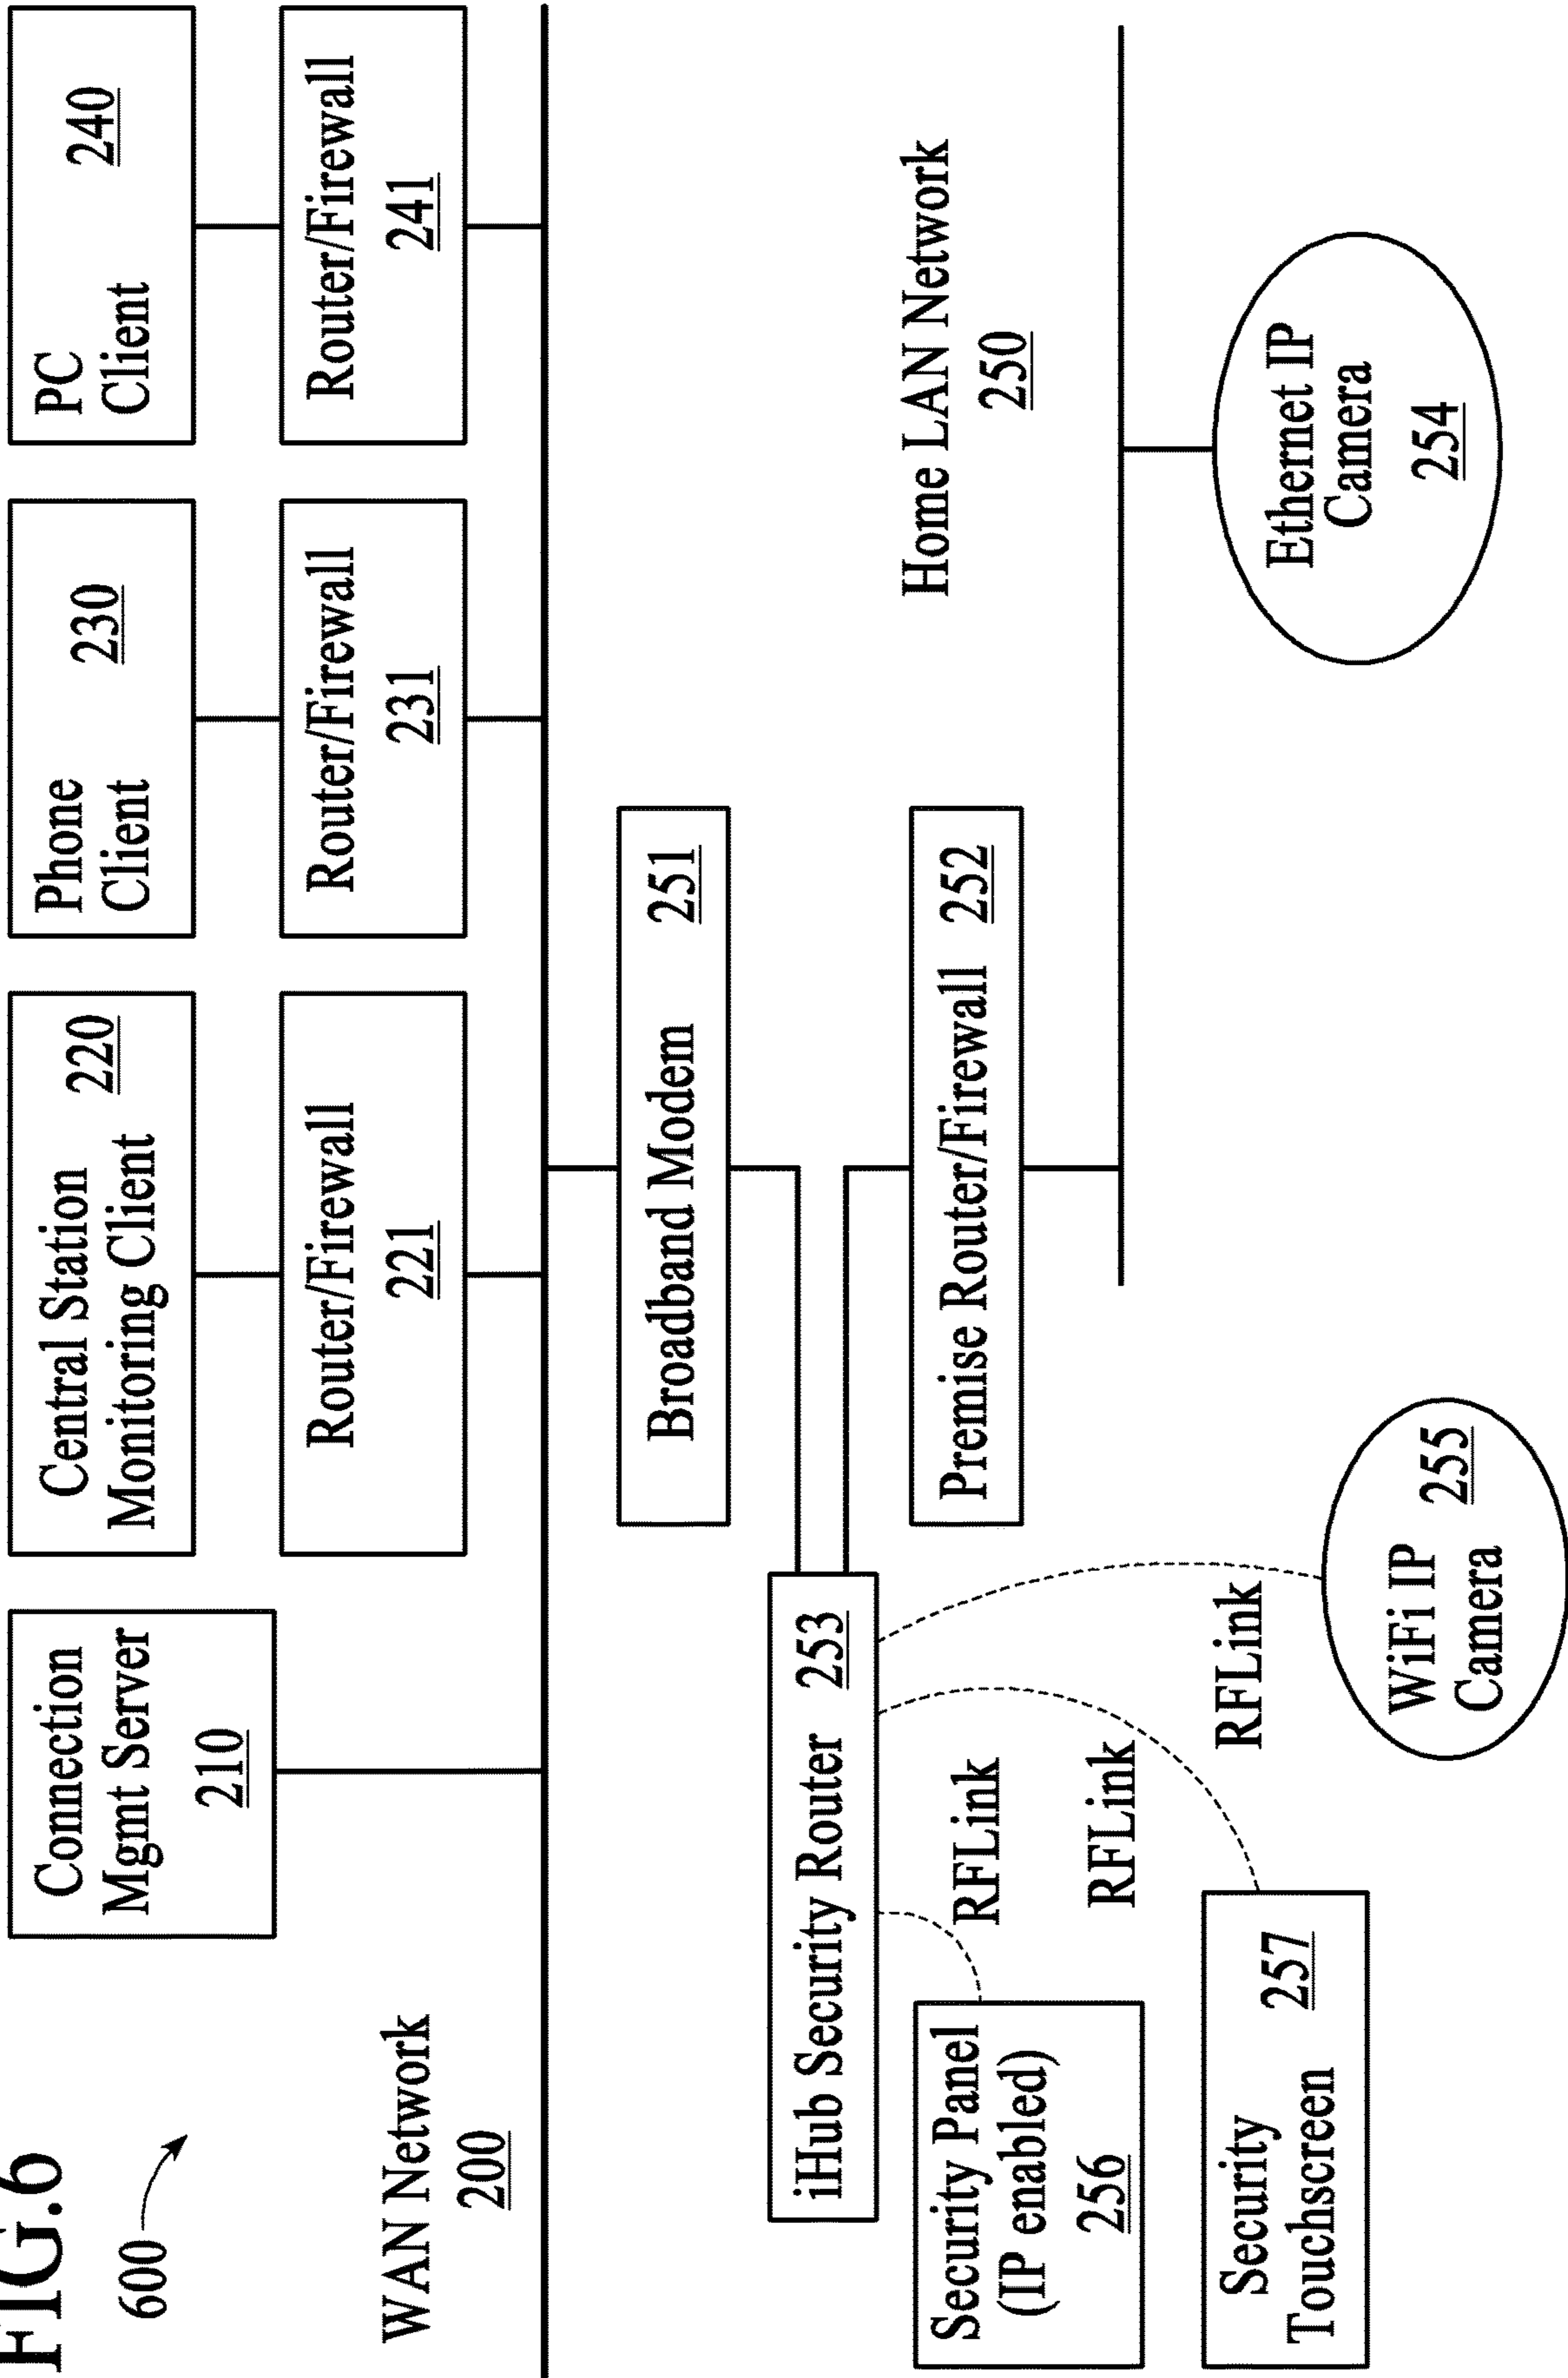 FIG.6
600
Connection
Mgmt Server
210
Central Station
Monitoring Client
220
Phone
Client
230
PC
Client
240
Router/Firewall
221
Router/Firewall
231
Router/Firewall
241
WAN Network
200
Broadband Modem 251
iHub Security Router 253
Premise Router/Firewall 252
Home LAN Network
250
Security Panel
(IP enabled)
256
RFLink
RFLink
RFLink
Security
Touchscreen
257
WiFi IP
Camera
255
Ethernet IP
Camera
254